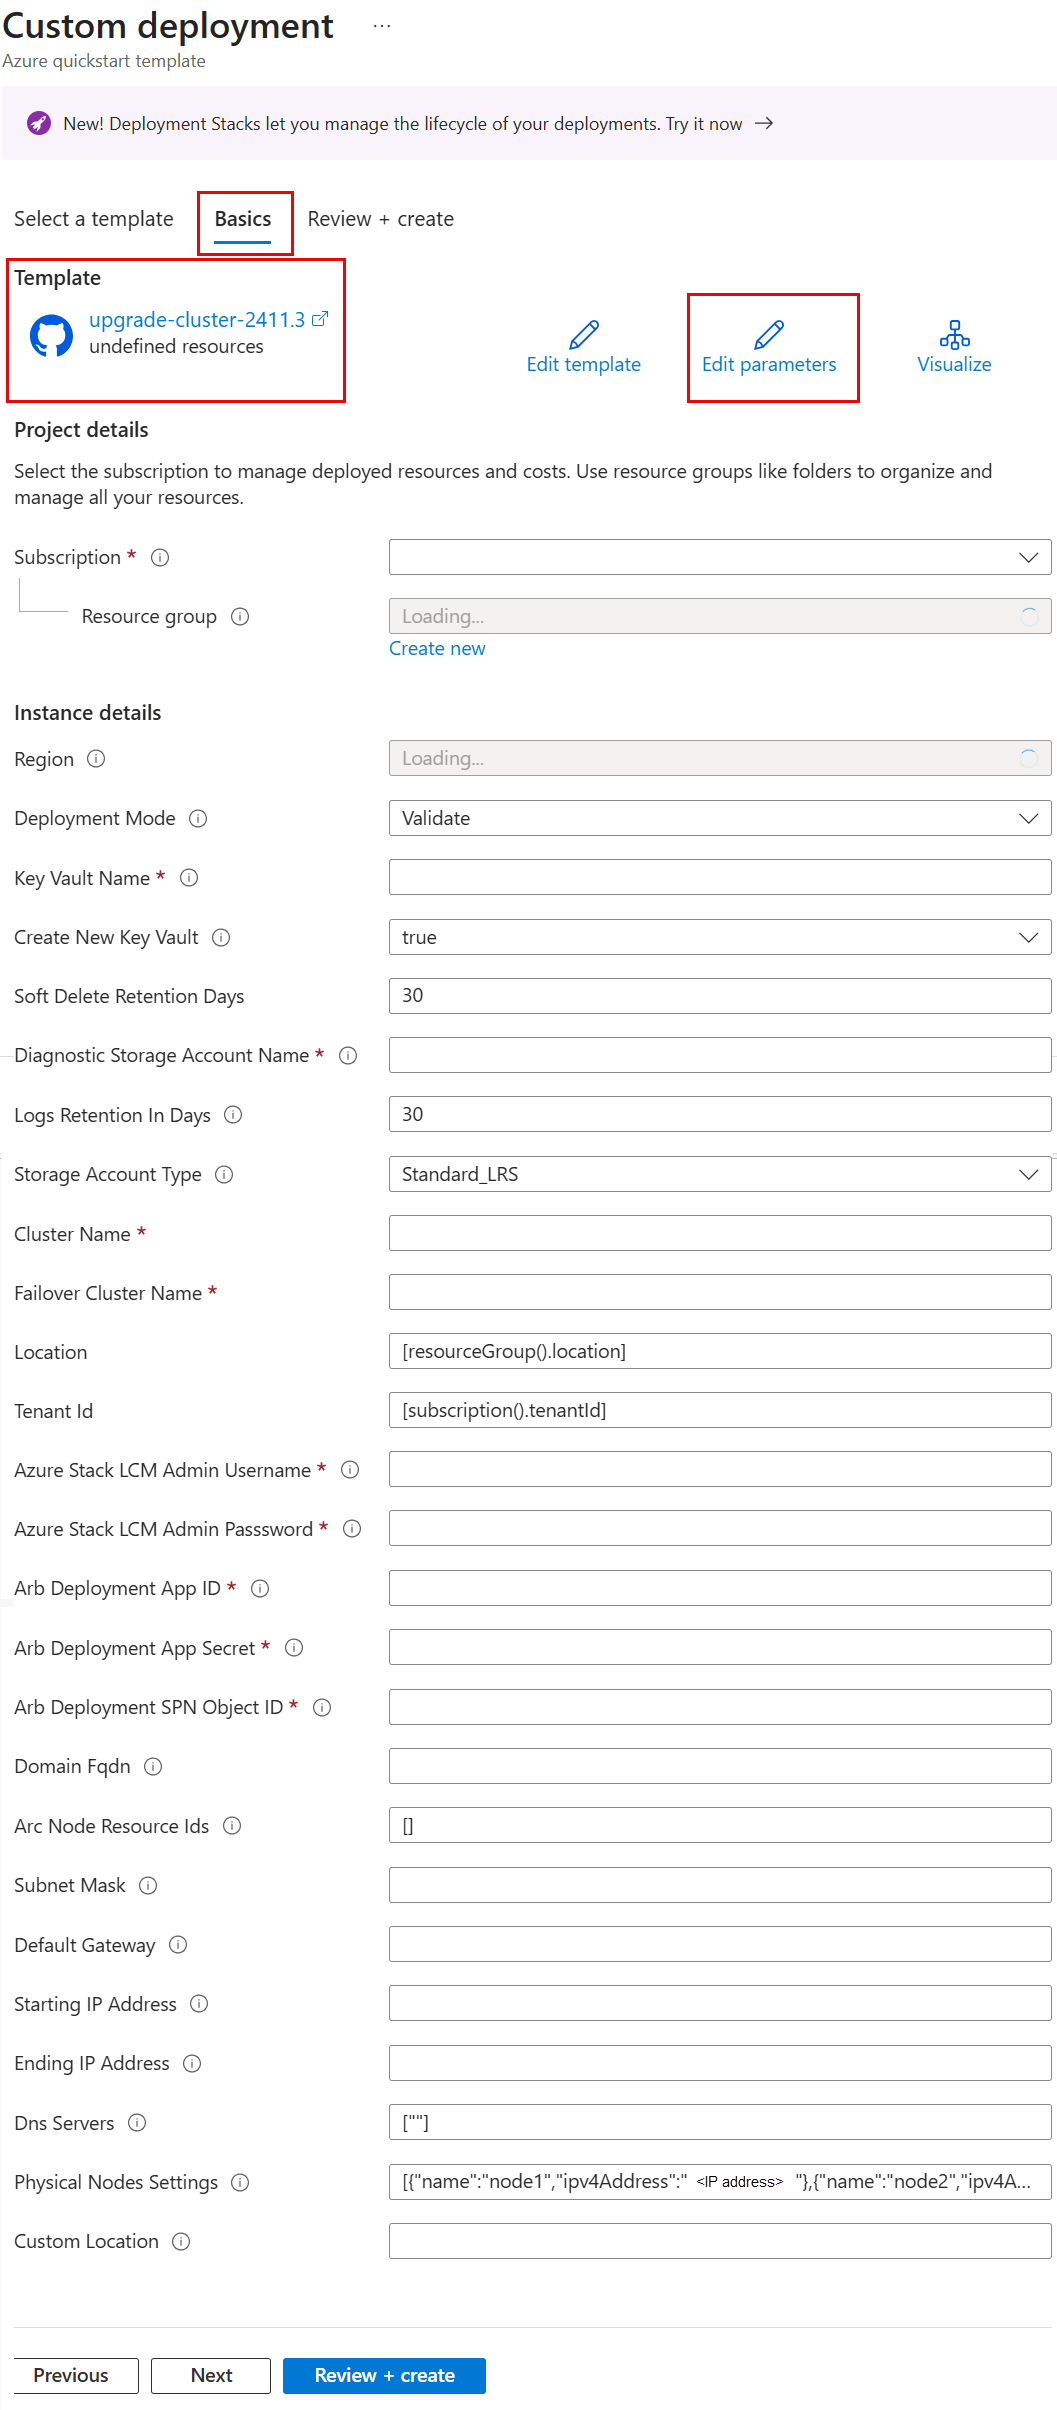 Custom deployment ...
Azure quickstart template
New! Deployment Stacks let you manage the lifecycle of your deployments. Try it now →
Select a template Basics Review + create
Template
upgrade-cluster-2411.3
undefined resources
Edit template Edit parameters Visualize
Project details
Select the subscription to manage deployed resources and costs. Use resource groups like folders to organize and
manage all your resources.
Subscription *
Resource group Loading...
Create new
Instance details
Region Loading...
Deployment Mode Validate
Key Vault Name *
Create New Key Vault true
Soft Delete Retention Days 30
Diagnostic Storage Account Name *
Logs Retention In Days 30
Storage Account Type Standard_LRS
Cluster Name *
Failover Cluster Name *
Location [resourceGroup().location]
Tenant Id [subscription().tenantId]
Azure Stack LCM Admin Username *
Azure Stack LCM Admin Passsword *
Arb Deployment App ID *
Arb Deployment App Secret *
Arb Deployment SPN Object ID *
Domain Fqdn
Arc Node Resource Ids []
Subnet Mask
Default Gateway
Starting IP Address
Ending IP Address
Dns Servers [""]
Physical Nodes Settings [{"name":"node1","ipv4Address":" <IP address> "},{"name":"node2","ipv4A...
Custom Location
Previous Next Review + create